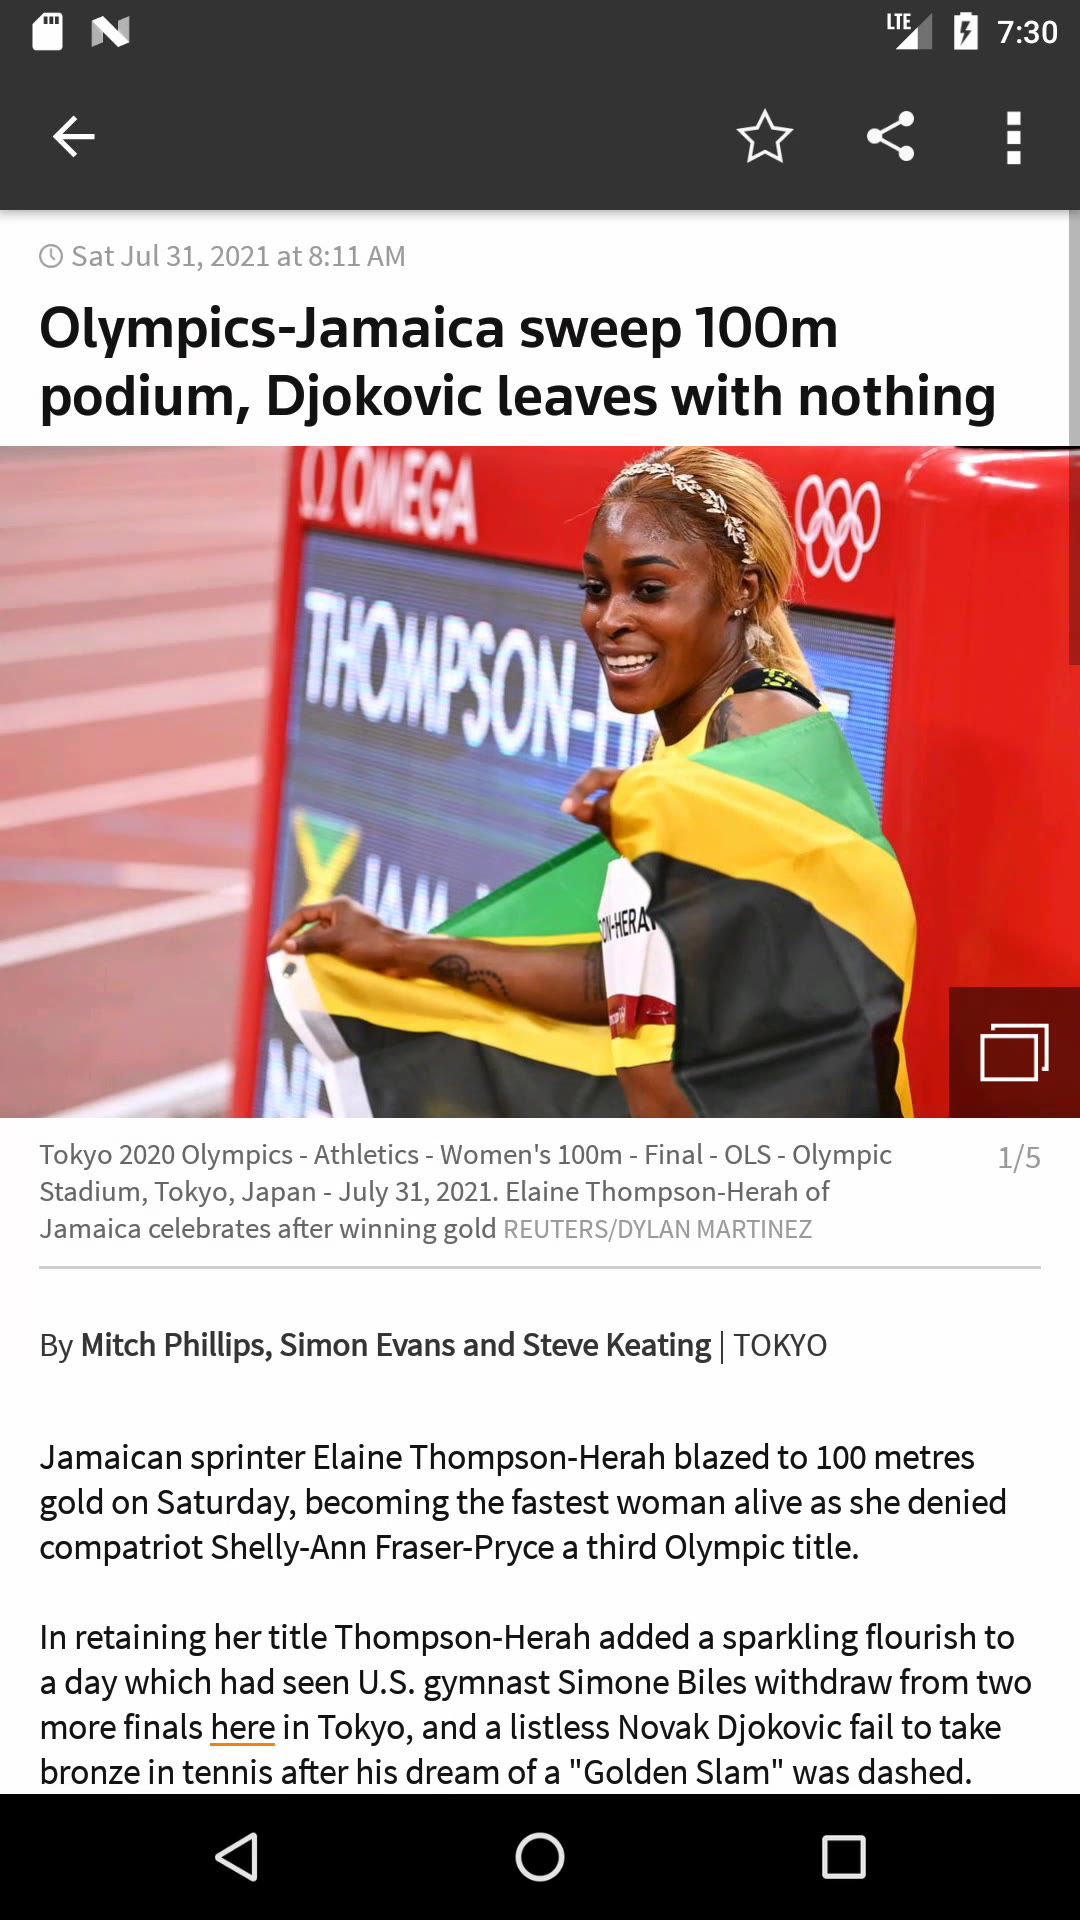 LTE 7:30
Sat Jul 31, 2021 at 8:11 AM
Olympics-Jamaica sweep 100m
podium, Djokovic leaves with nothing
Ω OMEGA
THOMPSON-H
JAM
ON-HERA
NE
Tokyo 2020 Olympics - Athletics - Women's 100m - Final - OLS - Olympic
Stadium, Tokyo, Japan - July 31, 2021. Elaine Thompson-Herah of
Jamaica celebrates after winning gold REUTERS/DYLAN MARTINEZ
1/5
By Mitch Phillips, Simon Evans and Steve Keating | TOKYO
Jamaican sprinter Elaine Thompson-Herah blazed to 100 metres
gold on Saturday, becoming the fastest woman alive as she denied
compatriot Shelly-Ann Fraser-Pryce a third Olympic title.
In retaining her title Thompson-Herah added a sparkling flourish to
a day which had seen U.S. gymnast Simone Biles withdraw from two
more finals here in Tokyo, and a listless Novak Djokovic fail to take
bronze in tennis after his dream of a "Golden Slam" was dashed.